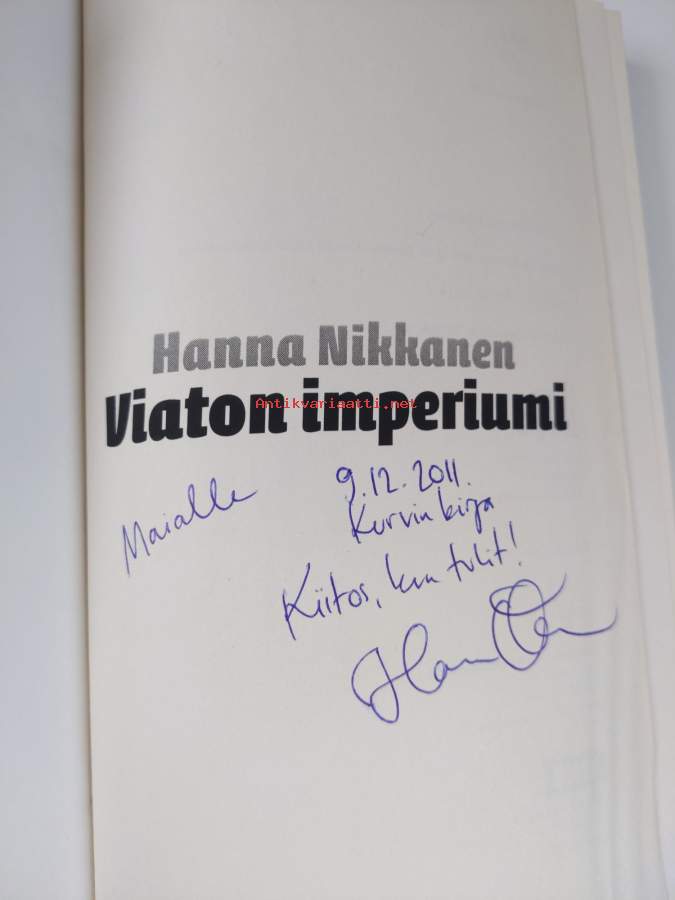 Hanna Nikkanen
Viaton imperiumi
Antikvariaatti.net
Maialle
9.12.2011.
Kurvin kirja
Kiitos, kun tulit!